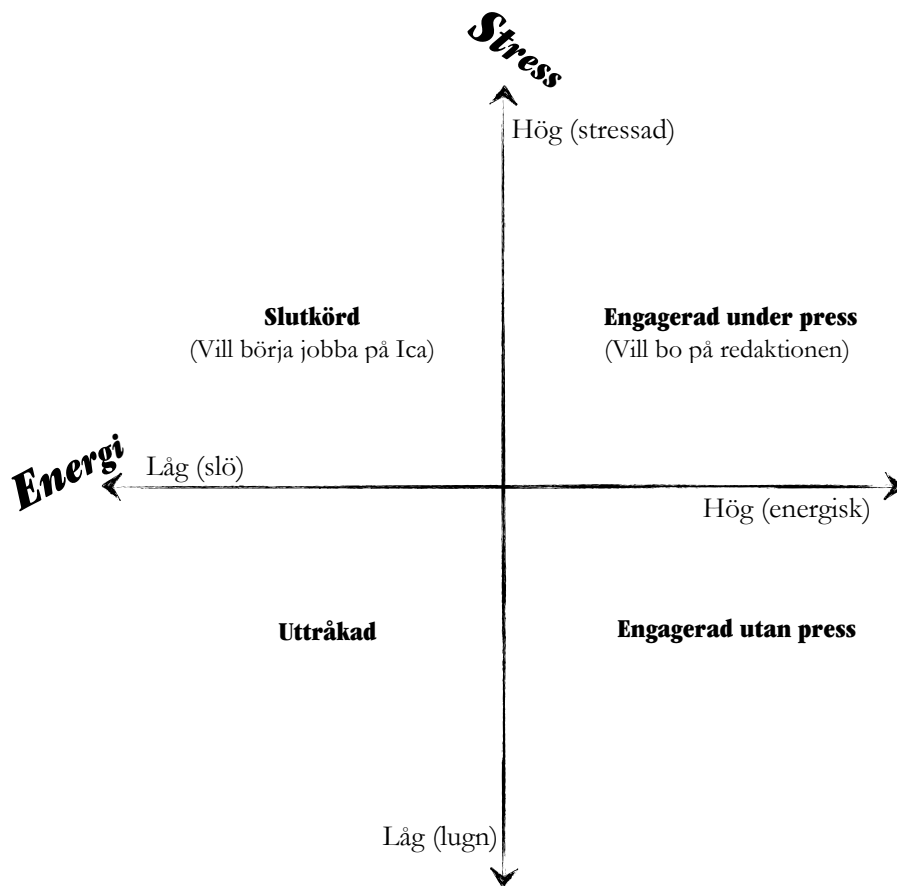 Stress
Hög (stressad)
Slutkörd
(Vill börja jobba på Ica)
Engagerad under press
(Vill bo på redaktionen)
Energi
Låg (slö)
Hög (energisk)
Uttråkad
Engagerad utan press
Låg (lugn)